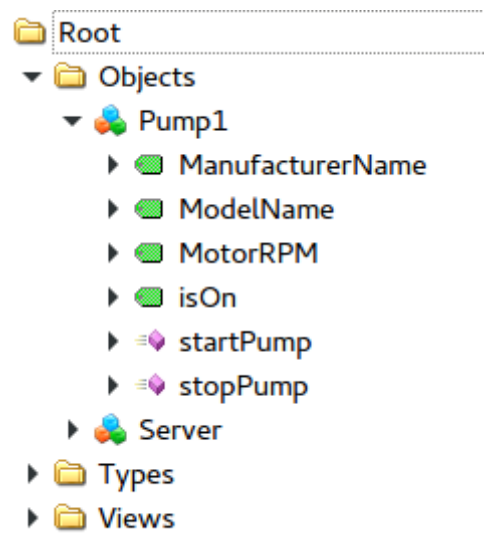 Root
Objects
Pump1
ManufacturerName
ModelName
MotorRPM
isOn
startPump
stopPump
Server
Types
Views